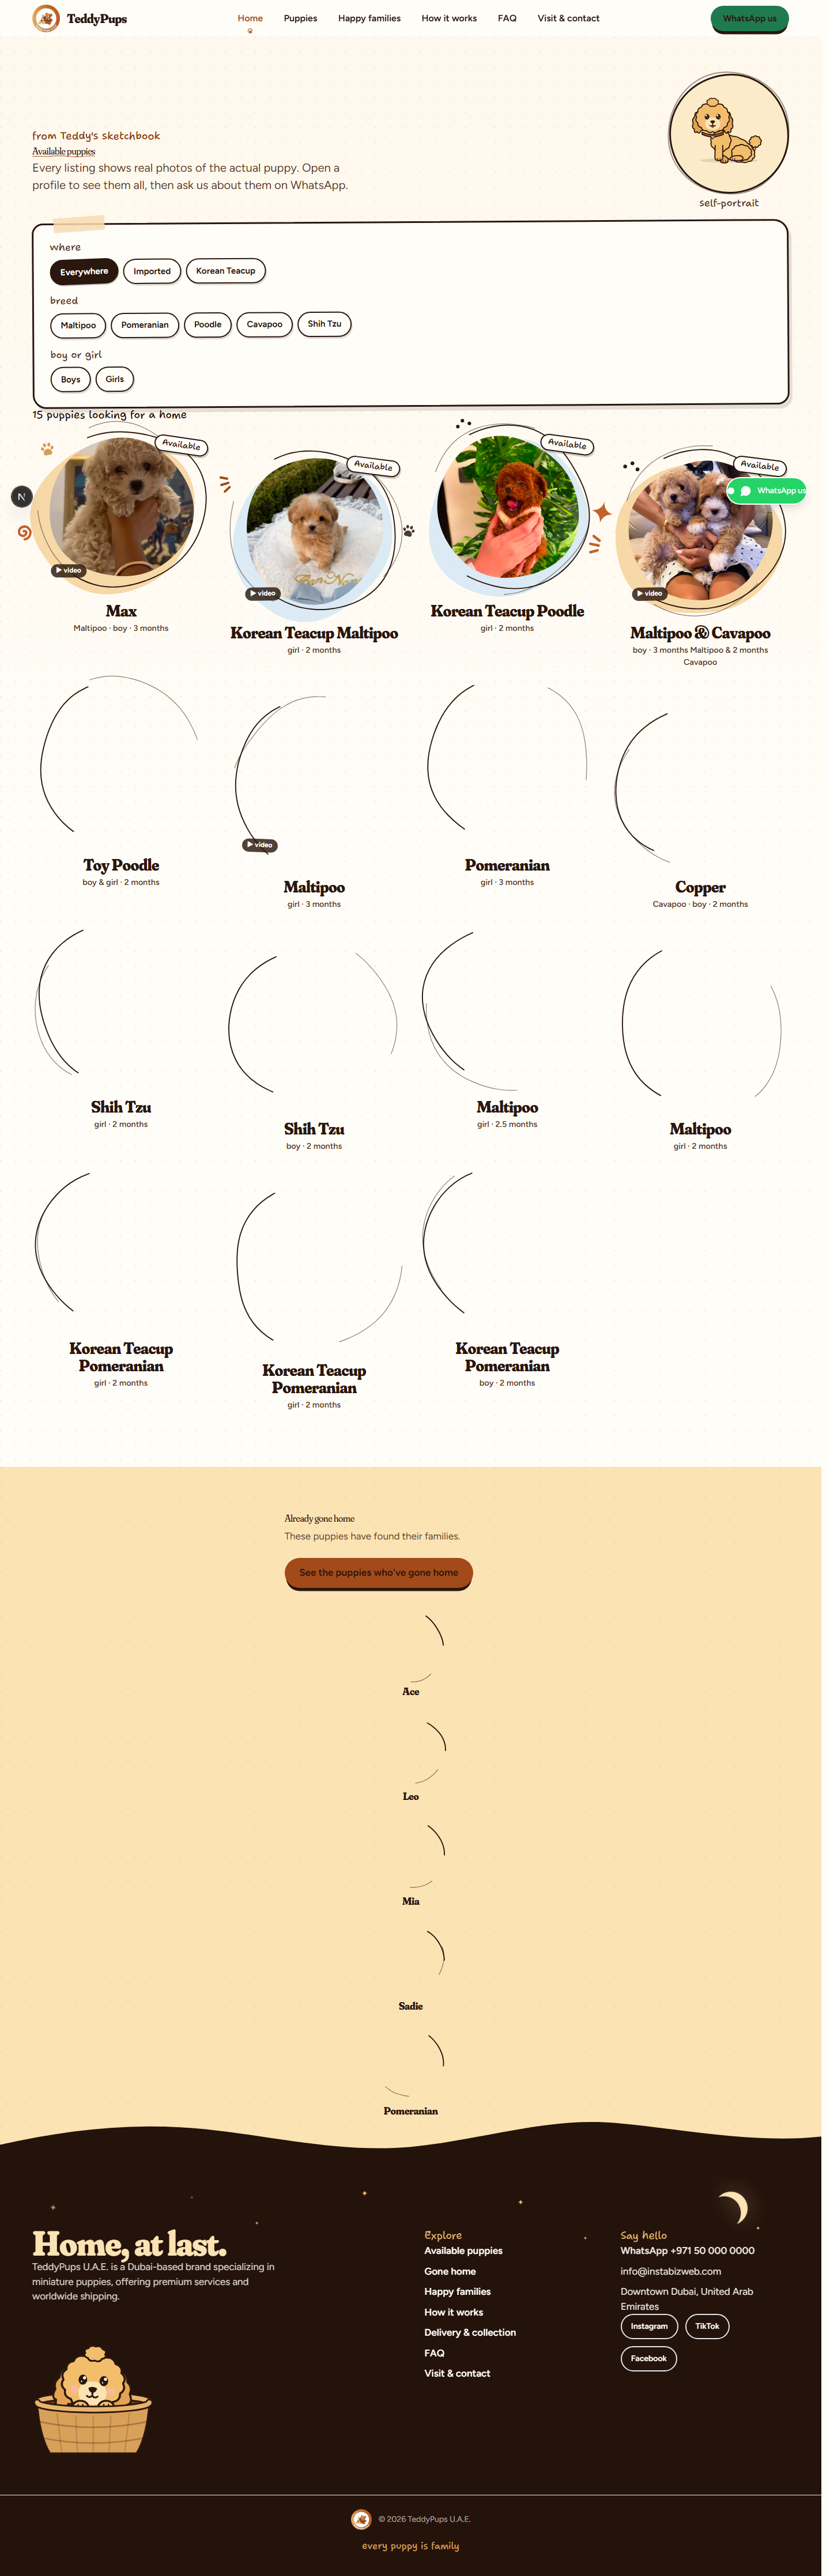 TeddyPups
Home
Puppies
Happy families
How it works
FAQ
Visit & contact
WhatsApp us
from Teddy's sketchbook
Available puppies
Every listing shows real photos of the actual puppy. Open a
profile to see them all, then ask us about them on WhatsApp.
self-portrait
where
Everywhere
Imported
Korean Teacup
breed
Maltipoo
Pomeranian
Poodle
Cavapoo
Shih Tzu
boy or girl
Boys
Girls
15 puppies looking for a home
Available
Available
Available
Available
WhatsApp us
N
video
video
video
Max
Maltipoo · boy · 3 months
Korean Teacup Maltipoo
girl · 2 months
Korean Teacup Poodle
girl · 2 months
Maltipoo & Cavapoo
boy · 3 months Maltipoo & 2 months
Cavapoo
video
Toy Poodle
boy & girl · 2 months
Maltipoo
girl · 3 months
Pomeranian
girl · 3 months
Copper
Cavapoo · boy · 2 months
Shih Tzu
girl · 2 months
Shih Tzu
boy · 2 months
Maltipoo
girl · 2.5 months
Maltipoo
girl · 2 months
Korean Teacup
Pomeranian
girl · 2 months
Korean Teacup
Pomeranian
girl · 2 months
Korean Teacup
Pomeranian
boy · 2 months
Already gone home
These puppies have found their families.
See the puppies who've gone home
Ace
Leo
Mia
Sadie
Pomeranian
Home, at last.
TeddyPups U.A.E. is a Dubai-based brand specializing in
miniature puppies, offering premium services and
worldwide shipping.
Explore
Available puppies
Gone home
Happy families
How it works
Delivery & collection
FAQ
Visit & contact
Say hello
WhatsApp +971 50 000 0000
info@instabizweb.com
Downtown Dubai, United Arab
Emirates
Instagram
TikTok
Facebook
© 2026 TeddyPups U.A.E.
every puppy is family